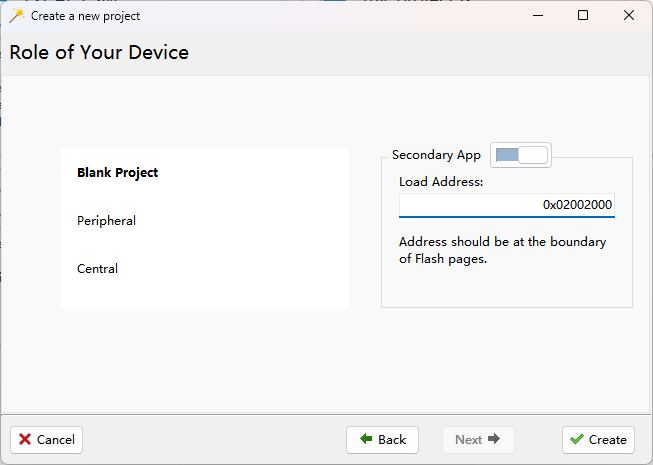 Create a new project
Role of Your Device
Blank Project
Peripheral
Central
Secondary App
Load Address:
0x02002000
Address should be at the boundary
of Flash pages.
Cancel
Back
Next
Create